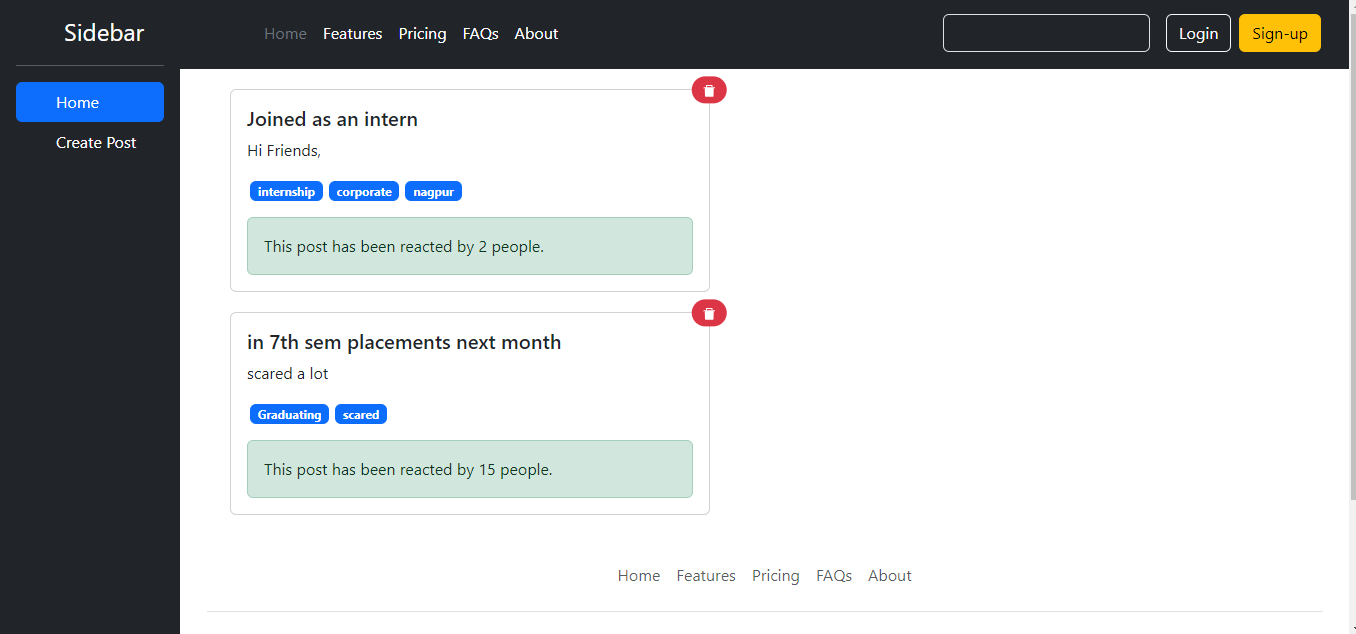 Sidebar
Home Features Pricing FAQs About
Login Sign-up
Home
Create Post
Joined as an intern
Hi Friends,
internship corporate nagpur
This post has been reacted by 2 people.
in 7th sem placements next month
scared a lot
Graduating scared
This post has been reacted by 15 people.
Home Features Pricing FAQs About